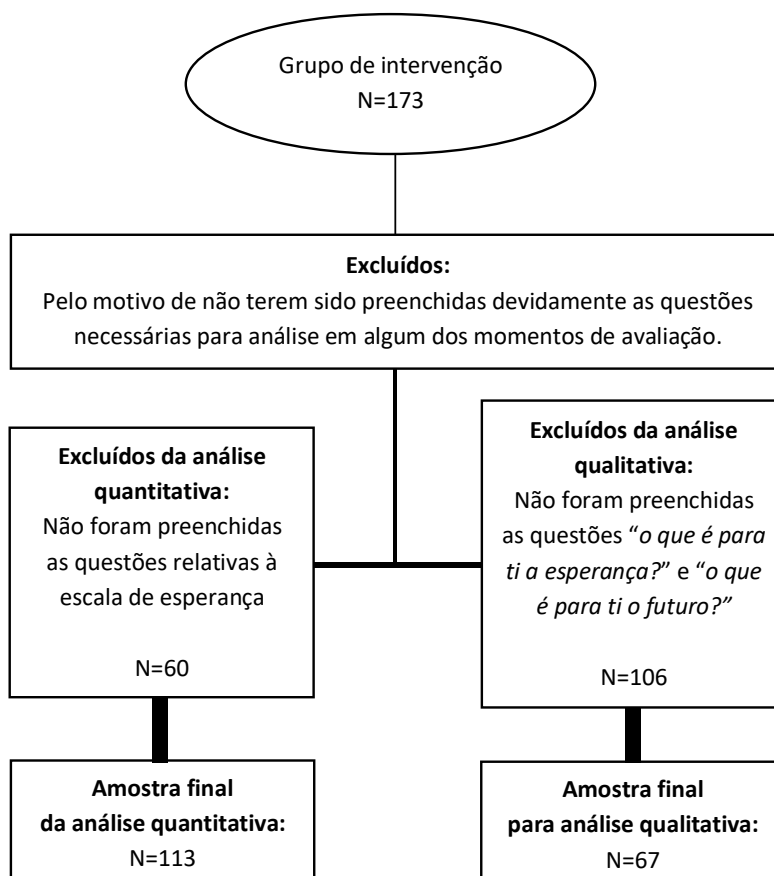 Grupo de intervenção
N=173
Excluídos:
Pelo motivo de não terem sido preenchidas devidamente as questões
necessárias para análise em algum dos momentos de avaliação.
Excluídos da análise
quantitativa:
Não foram preenchidas
as questões relativas à
escala de esperança
N=60
Excluídos da análise
qualitativa:
Não foram preenchidas
as questões “o que é para
ti a esperança?” e “o que
é para ti o futuro?”
N=106
Amostra final
da análise quantitativa:
N=113
Amostra final
para análise qualitativa:
N=67